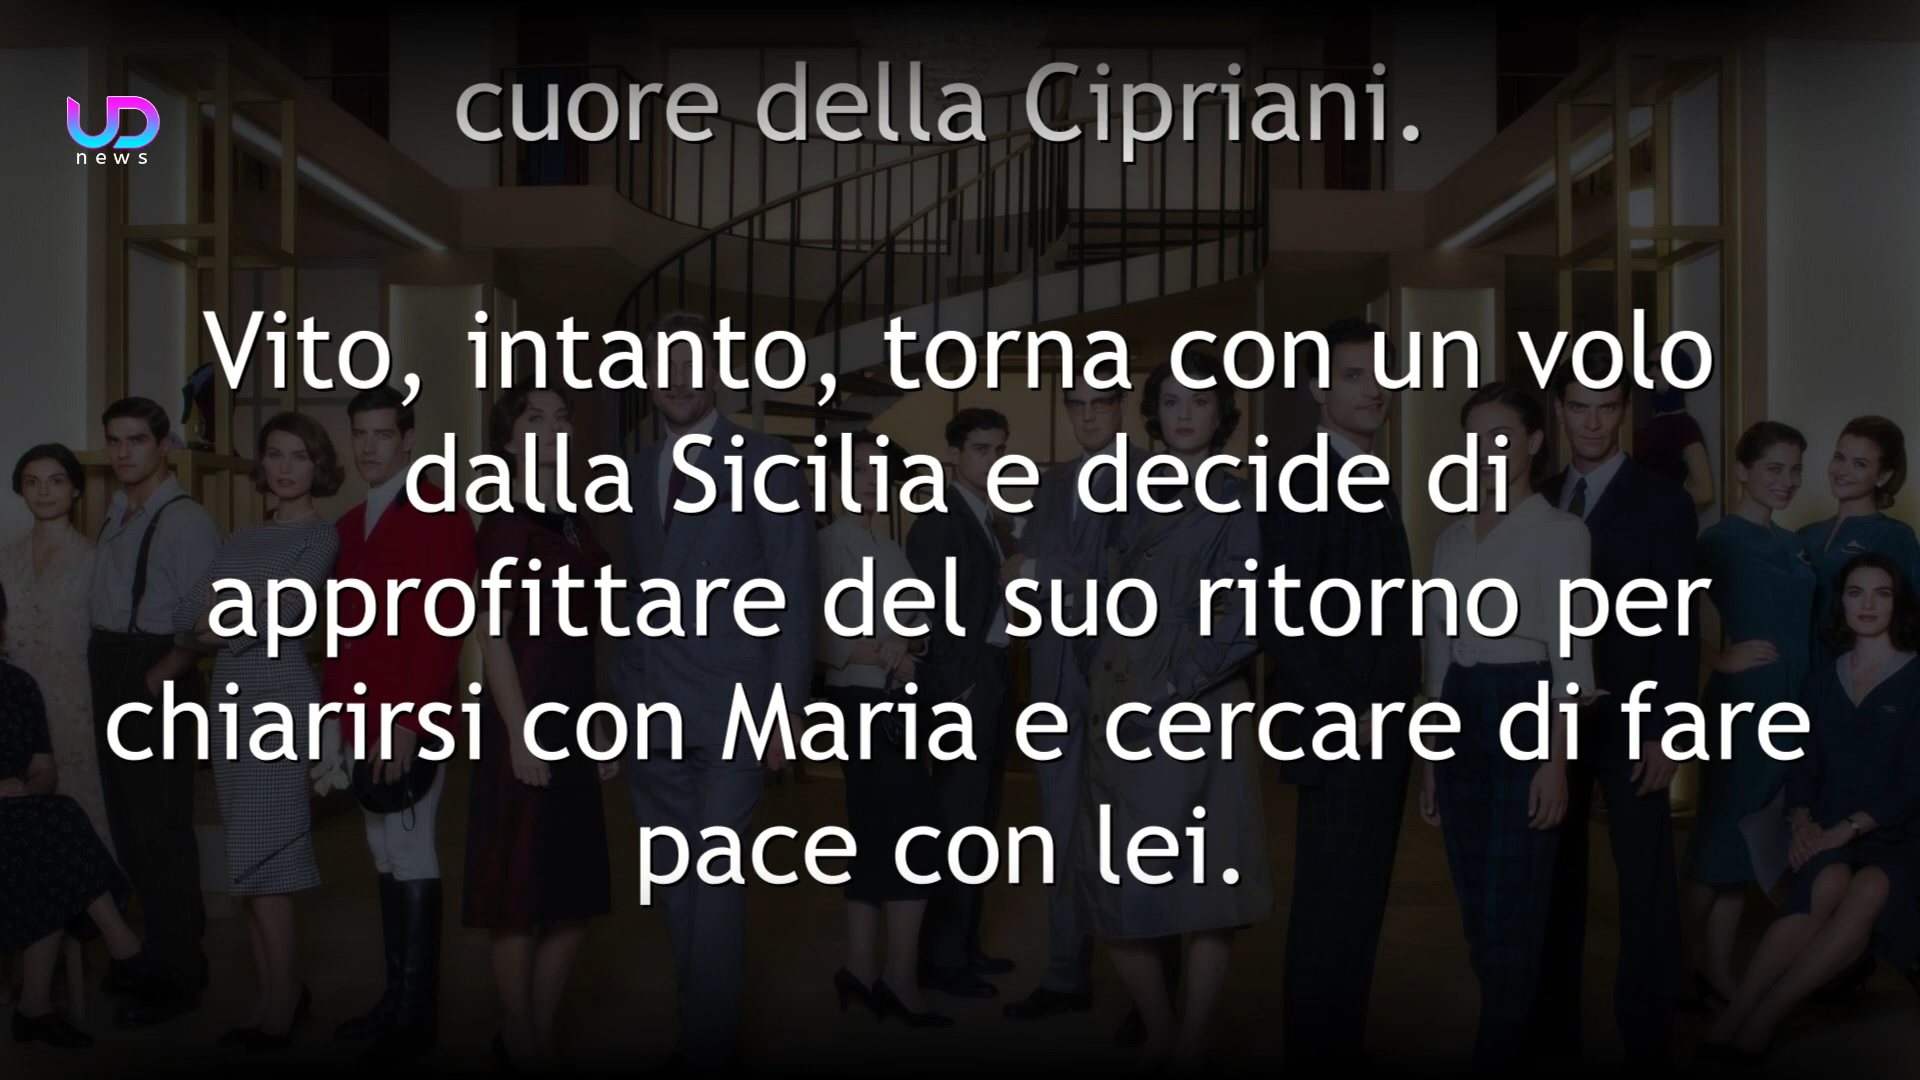 cuore della Cipriani.
UD
news
Vito, intanto, torna con un volo
dalla Sicilia e decide di
approfittare del suo ritorno per
chiarirsi con Maria e cercare di fare
pace con lei.